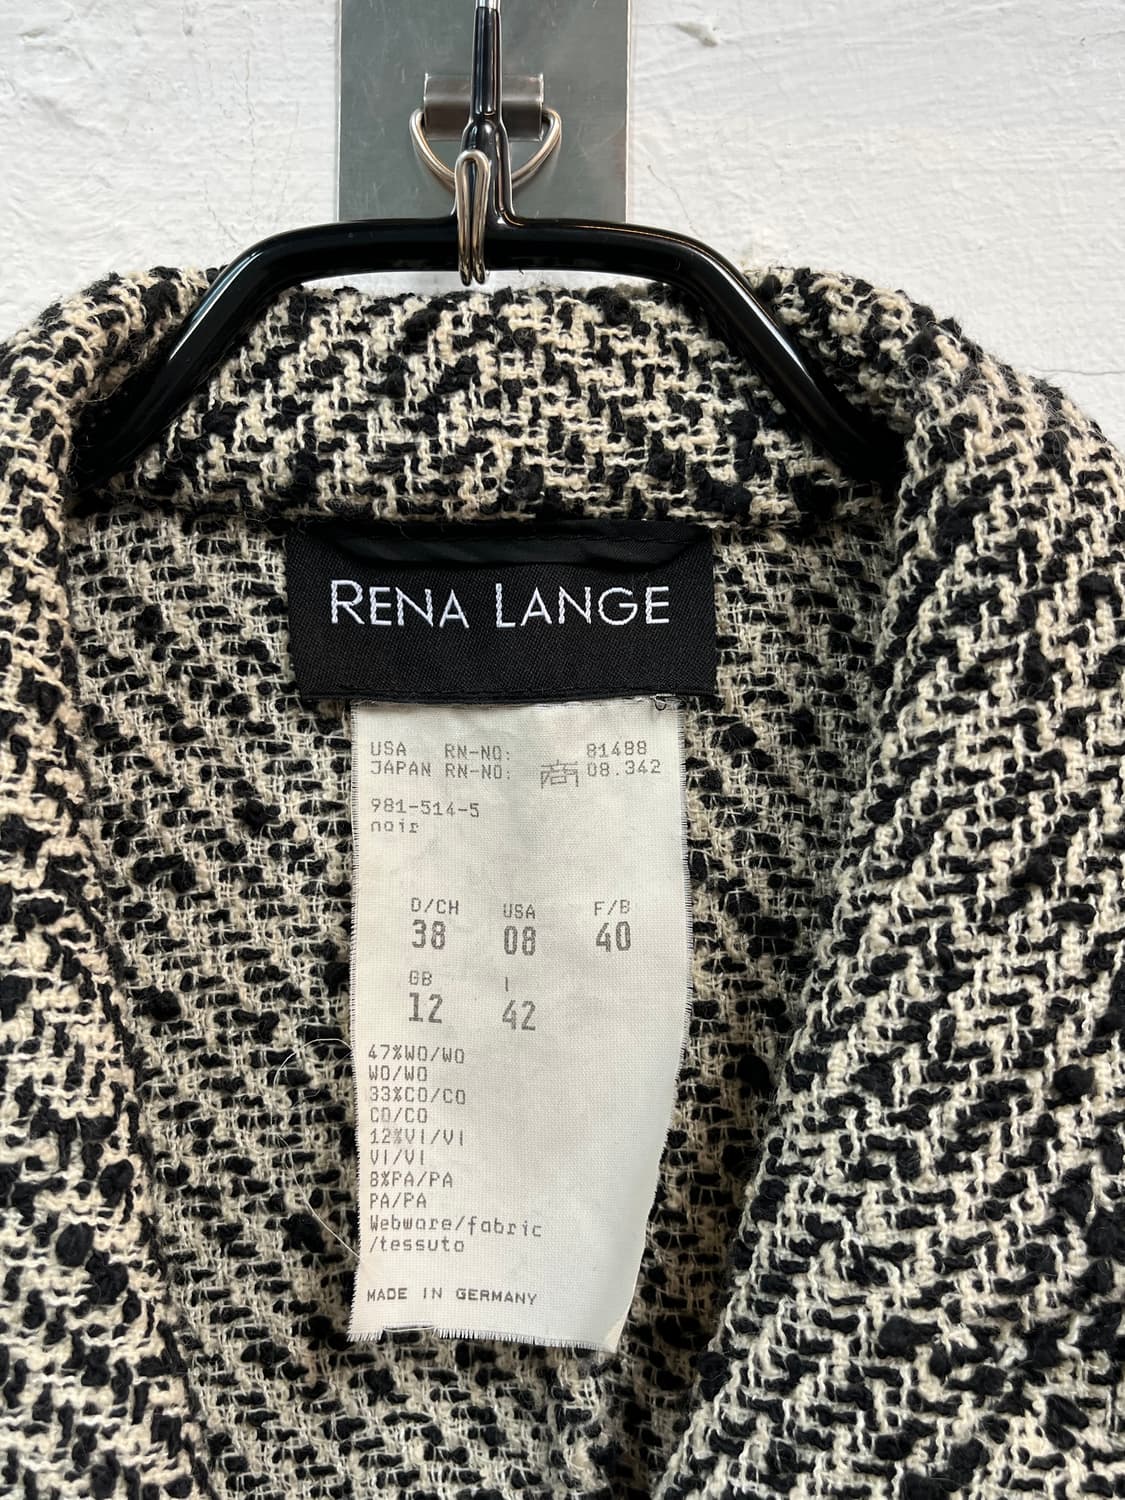 RENA LANGE
USA RN-NO: 81488
JAPAN RN-NO: 商 08.342
981-514-5
noir
D/CH USA F/B
38 08 40
GB I
12 42
47%WO/WO
WO/WO
33%CO/CO
CO/CO
12%VI/VI
VI/VI
8%PA/PA
PA/PA
Webware/fabric
/tessuto
MADE IN GERMANY